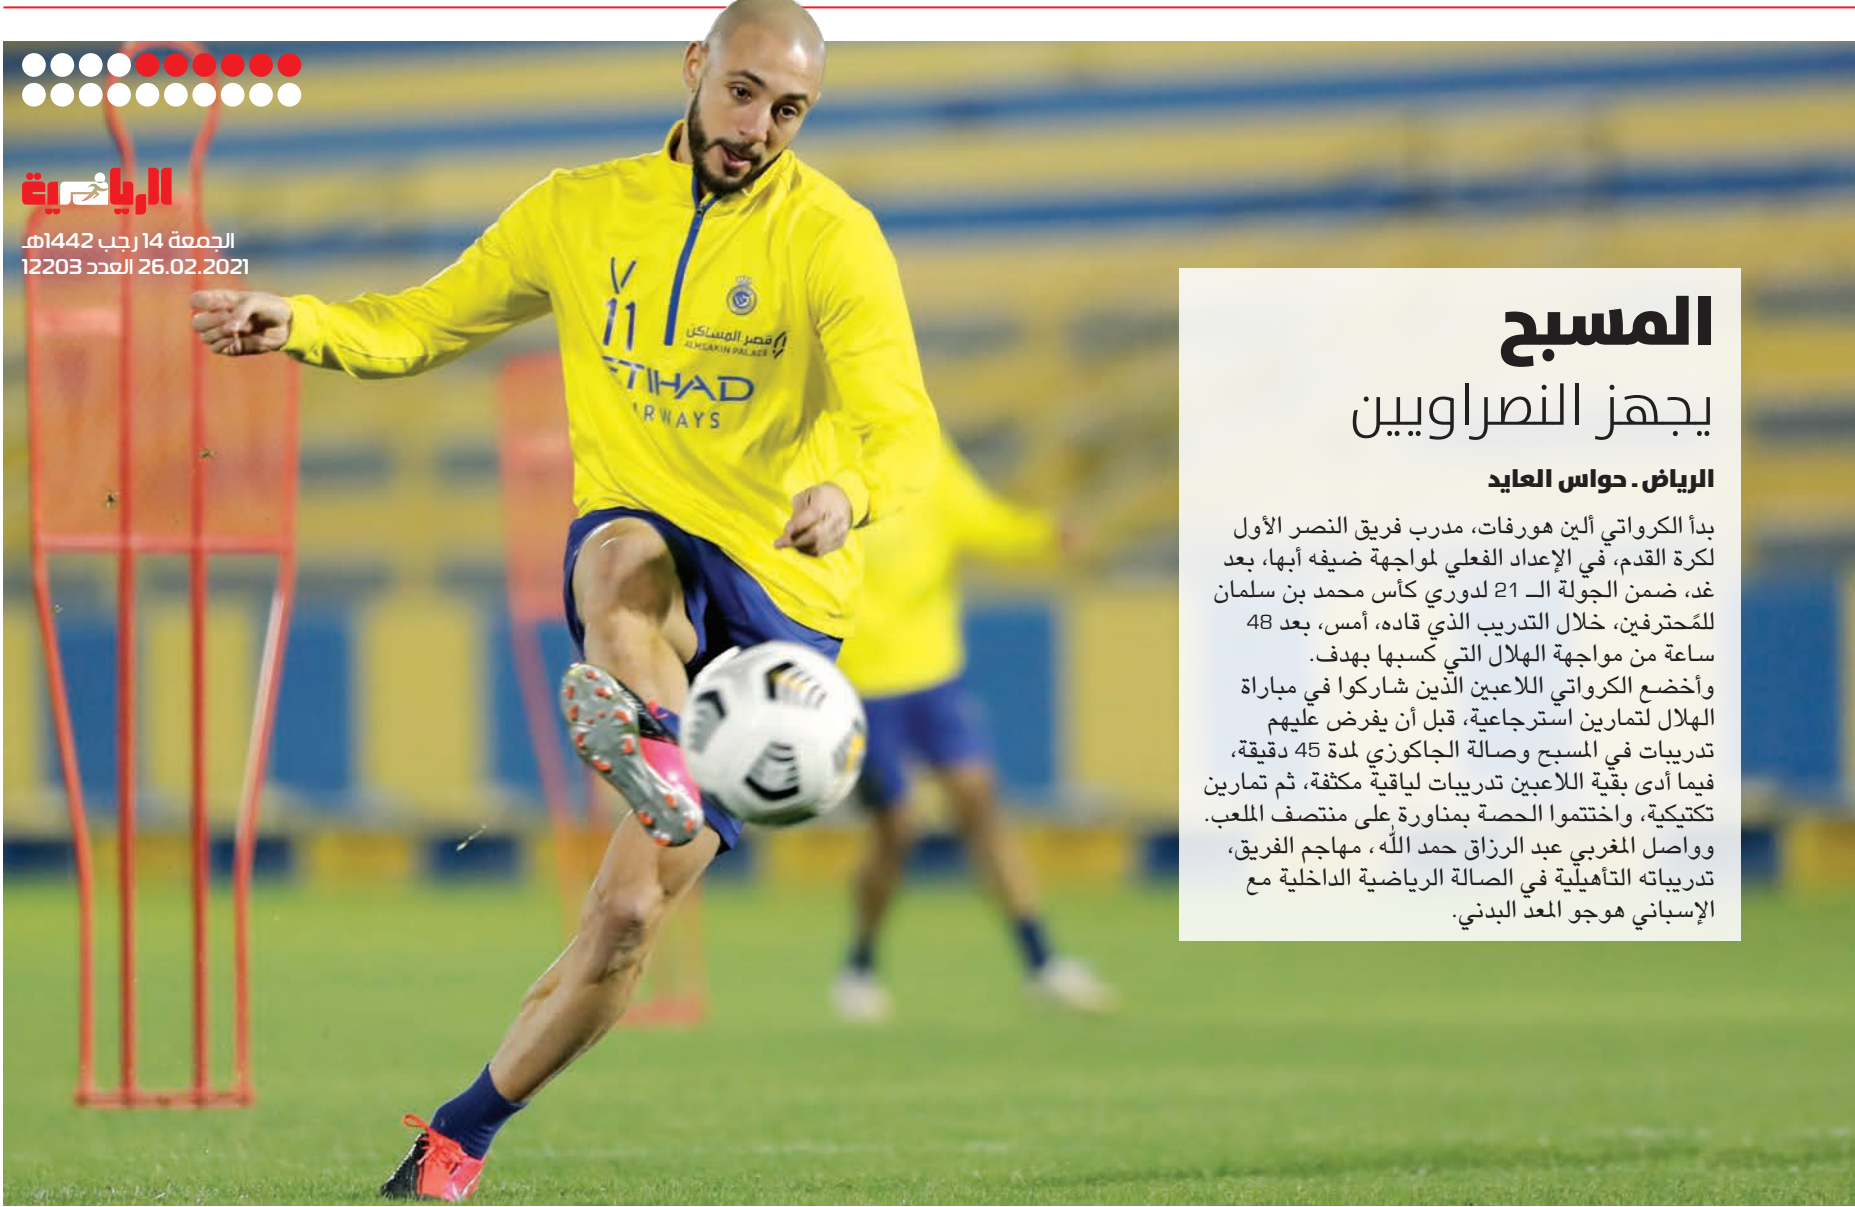 الرياضية
الجمعة 14 رجب 1442هـ
26.02.2021 العدد 12203
11
قصر المساكن
ALMSAKIN PALACE
ETIHAD
AIRWAYS
المسبح
يجهز النصراويين
الرياض. حواس العايد
بدأ الكرواتي ألين هورفات، مدرب فريق النصر الأول
لكرة القدم، في الإعداد الفعلي لمواجهة ضيفه أبها، بعد
غد، ضمن الجولة الـ 21 لدوري كأس محمد بن سلمان
للمُحترفين، خلال التدريب الذي قاده، أمس، بعد 48
ساعة من مواجهة الهلال التي كسبها بهدف.
وأخضع الكرواتي اللاعبين الذين شاركوا في مباراة
الهلال لتمارين استرجاعية، قبل أن يفرض عليهم
تدريبات في المسبح وصالة الجاكوزي لمدة 45 دقيقة،
فيما أدى بقية اللاعبين تدريبات لياقية مكثفة، ثم تمارين
تكتيكية، واختتموا الحصة بمناورة على منتصف الملعب.
وواصل المغربي عبد الرزاق حمد الله، مهاجم الفريق،
تدريباته التأهيلية في الصالة الرياضية الداخلية مع
الإسباني هوجو المعد البدني.